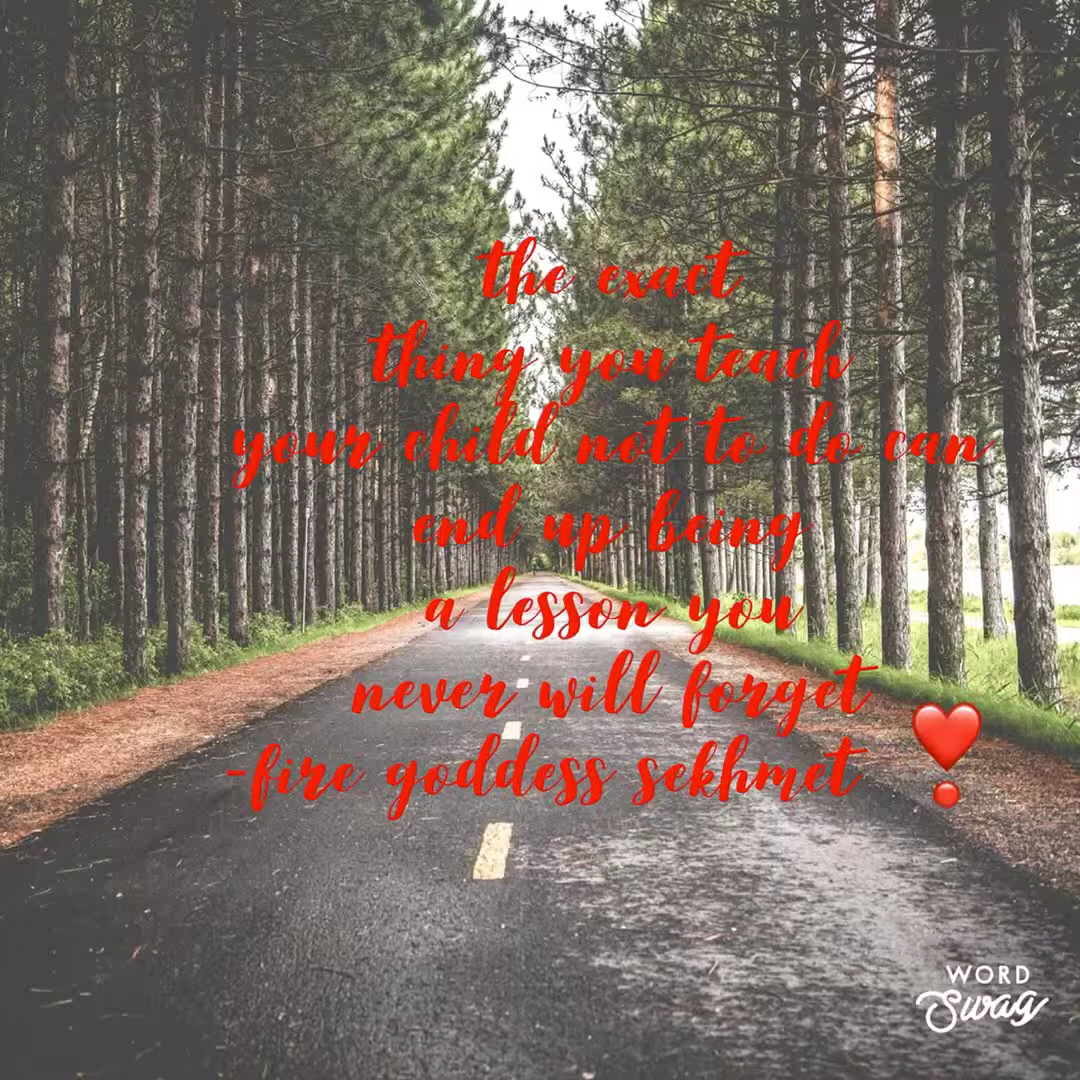 the exact
thing you teach
your child not to do can
end up being
a lesson you
never will forget
-fire goddess sekhmet ❣️
WORD
Swag